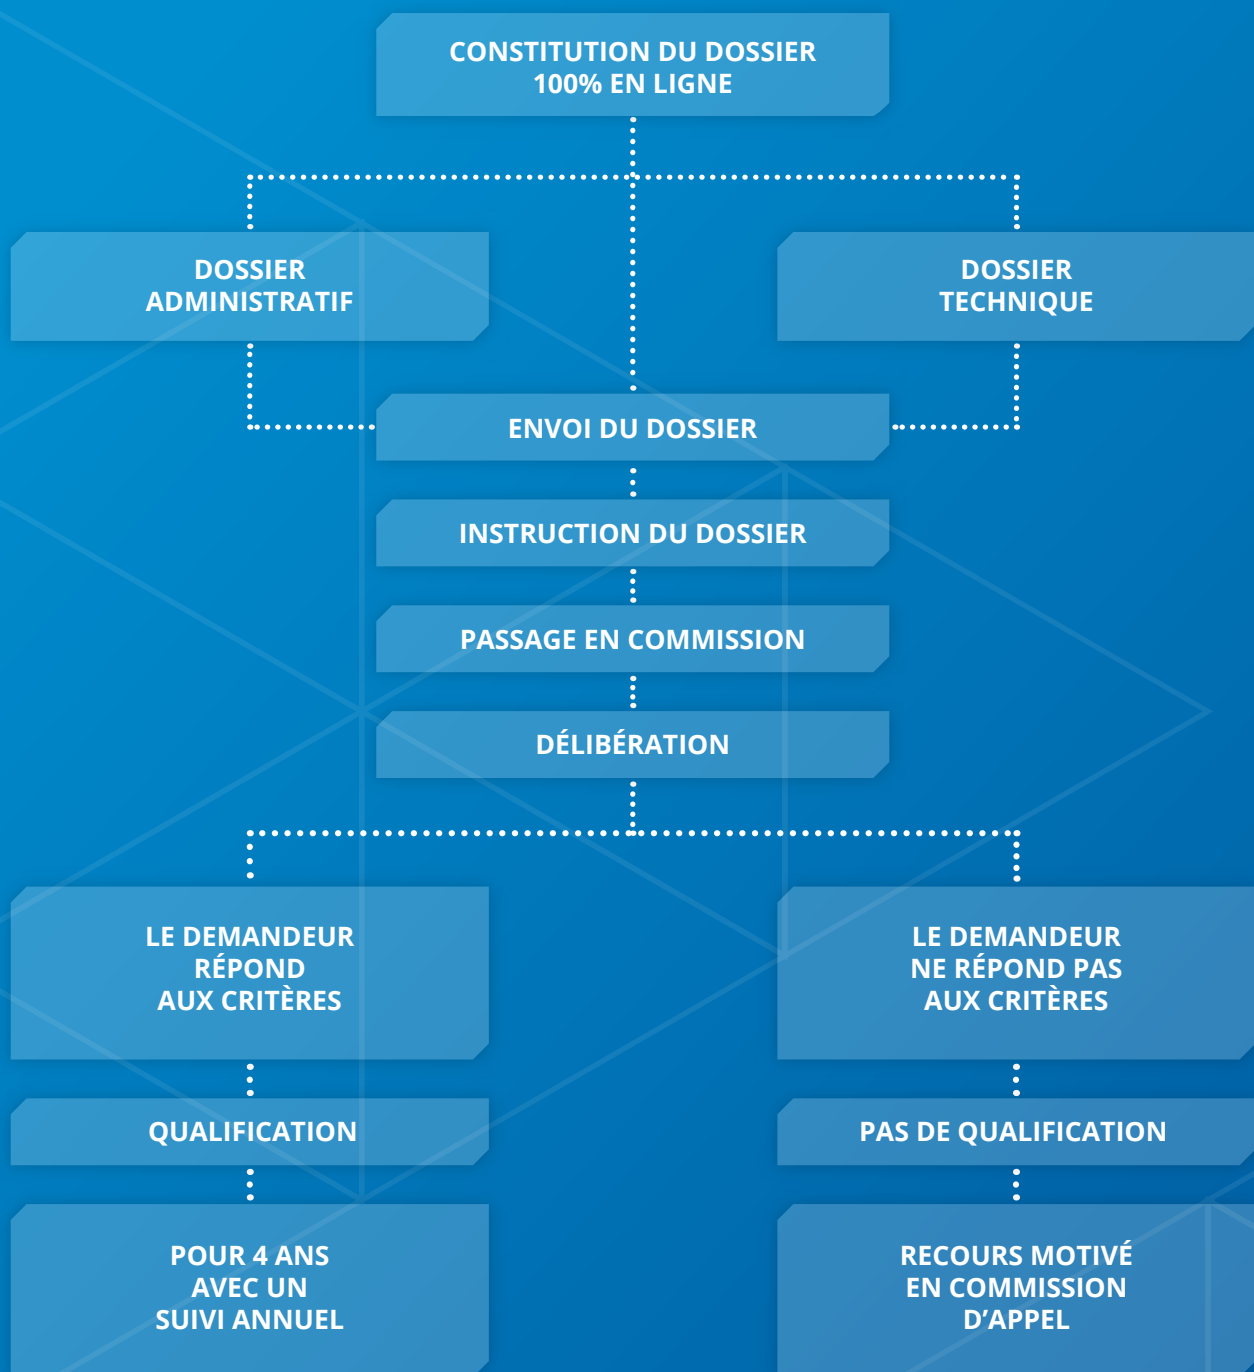 CONSTITUTION DU DOSSIER
100% EN LIGNE
DOSSIER
ADMINISTRATIF
DOSSIER
TECHNIQUE
ENVOI DU DOSSIER
INSTRUCTION DU DOSSIER
PASSAGE EN COMMISSION
DÉLIBÉRATION
LE DEMANDEUR
RÉPOND
AUX CRITÈRES
LE DEMANDEUR
NE RÉPOND PAS
AUX CRITÈRES
QUALIFICATION
PAS DE QUALIFICATION
POUR 4 ANS
AVEC UN
SUIVI ANNUEL
RECOURS MOTIVÉ
EN COMMISSION
D’APPEL